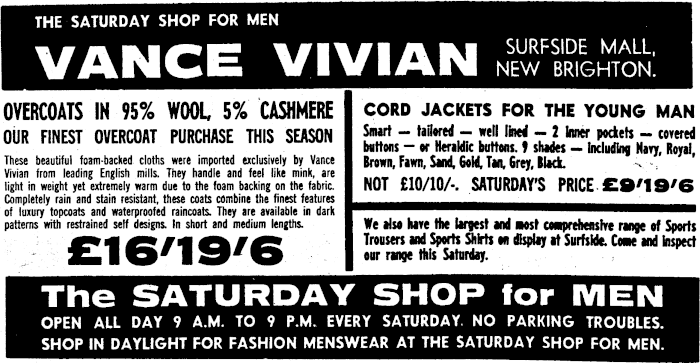 THE SATURDAY SHOP FOR MEN
VANCE VIVIAN
SURFSIDE MALL,
NEW BRIGHTON.
OVERCOATS IN 95% WOOL, 5% CASHMERE
OUR FINEST OVERCOAT PURCHASE THIS SEASON
These beautiful foam-backed cloths were imported exclusively by Vance
Vivian from leading English mills. They handle and feel like mink, are
light in weight yet extremely warm due to the foam backing on the fabric.
Completely rain and stain resistant, these coats combine the finest features
of luxury topcoats and waterproofed raincoats. They are available in dark
patterns with restrained self designs. In short and medium lengths.
£16'19'6
CORD JACKETS FOR THE YOUNG MAN
Smart — tailored — well lined — 2 inner pockets — covered
buttons — or Heraldic buttons. 9 shades — including Navy, Royal,
Brown, Fawn, Sand, Gold, Tan, Grey, Black.
NOT £10/10/-. SATURDAY'S PRICE £9'19'6
We also have the largest and most comprehensive range of Sports
Trousers and Sports Shirts on display at Surfside. Come and inspect
our range this Saturday.
The SATURDAY SHOP for MEN
OPEN ALL DAY 9 A.M. TO 9 P.M. EVERY SATURDAY. NO PARKING TROUBLES.
SHOP IN DAYLIGHT FOR FASHION MENSWEAR AT THE SATURDAY SHOP FOR MEN.